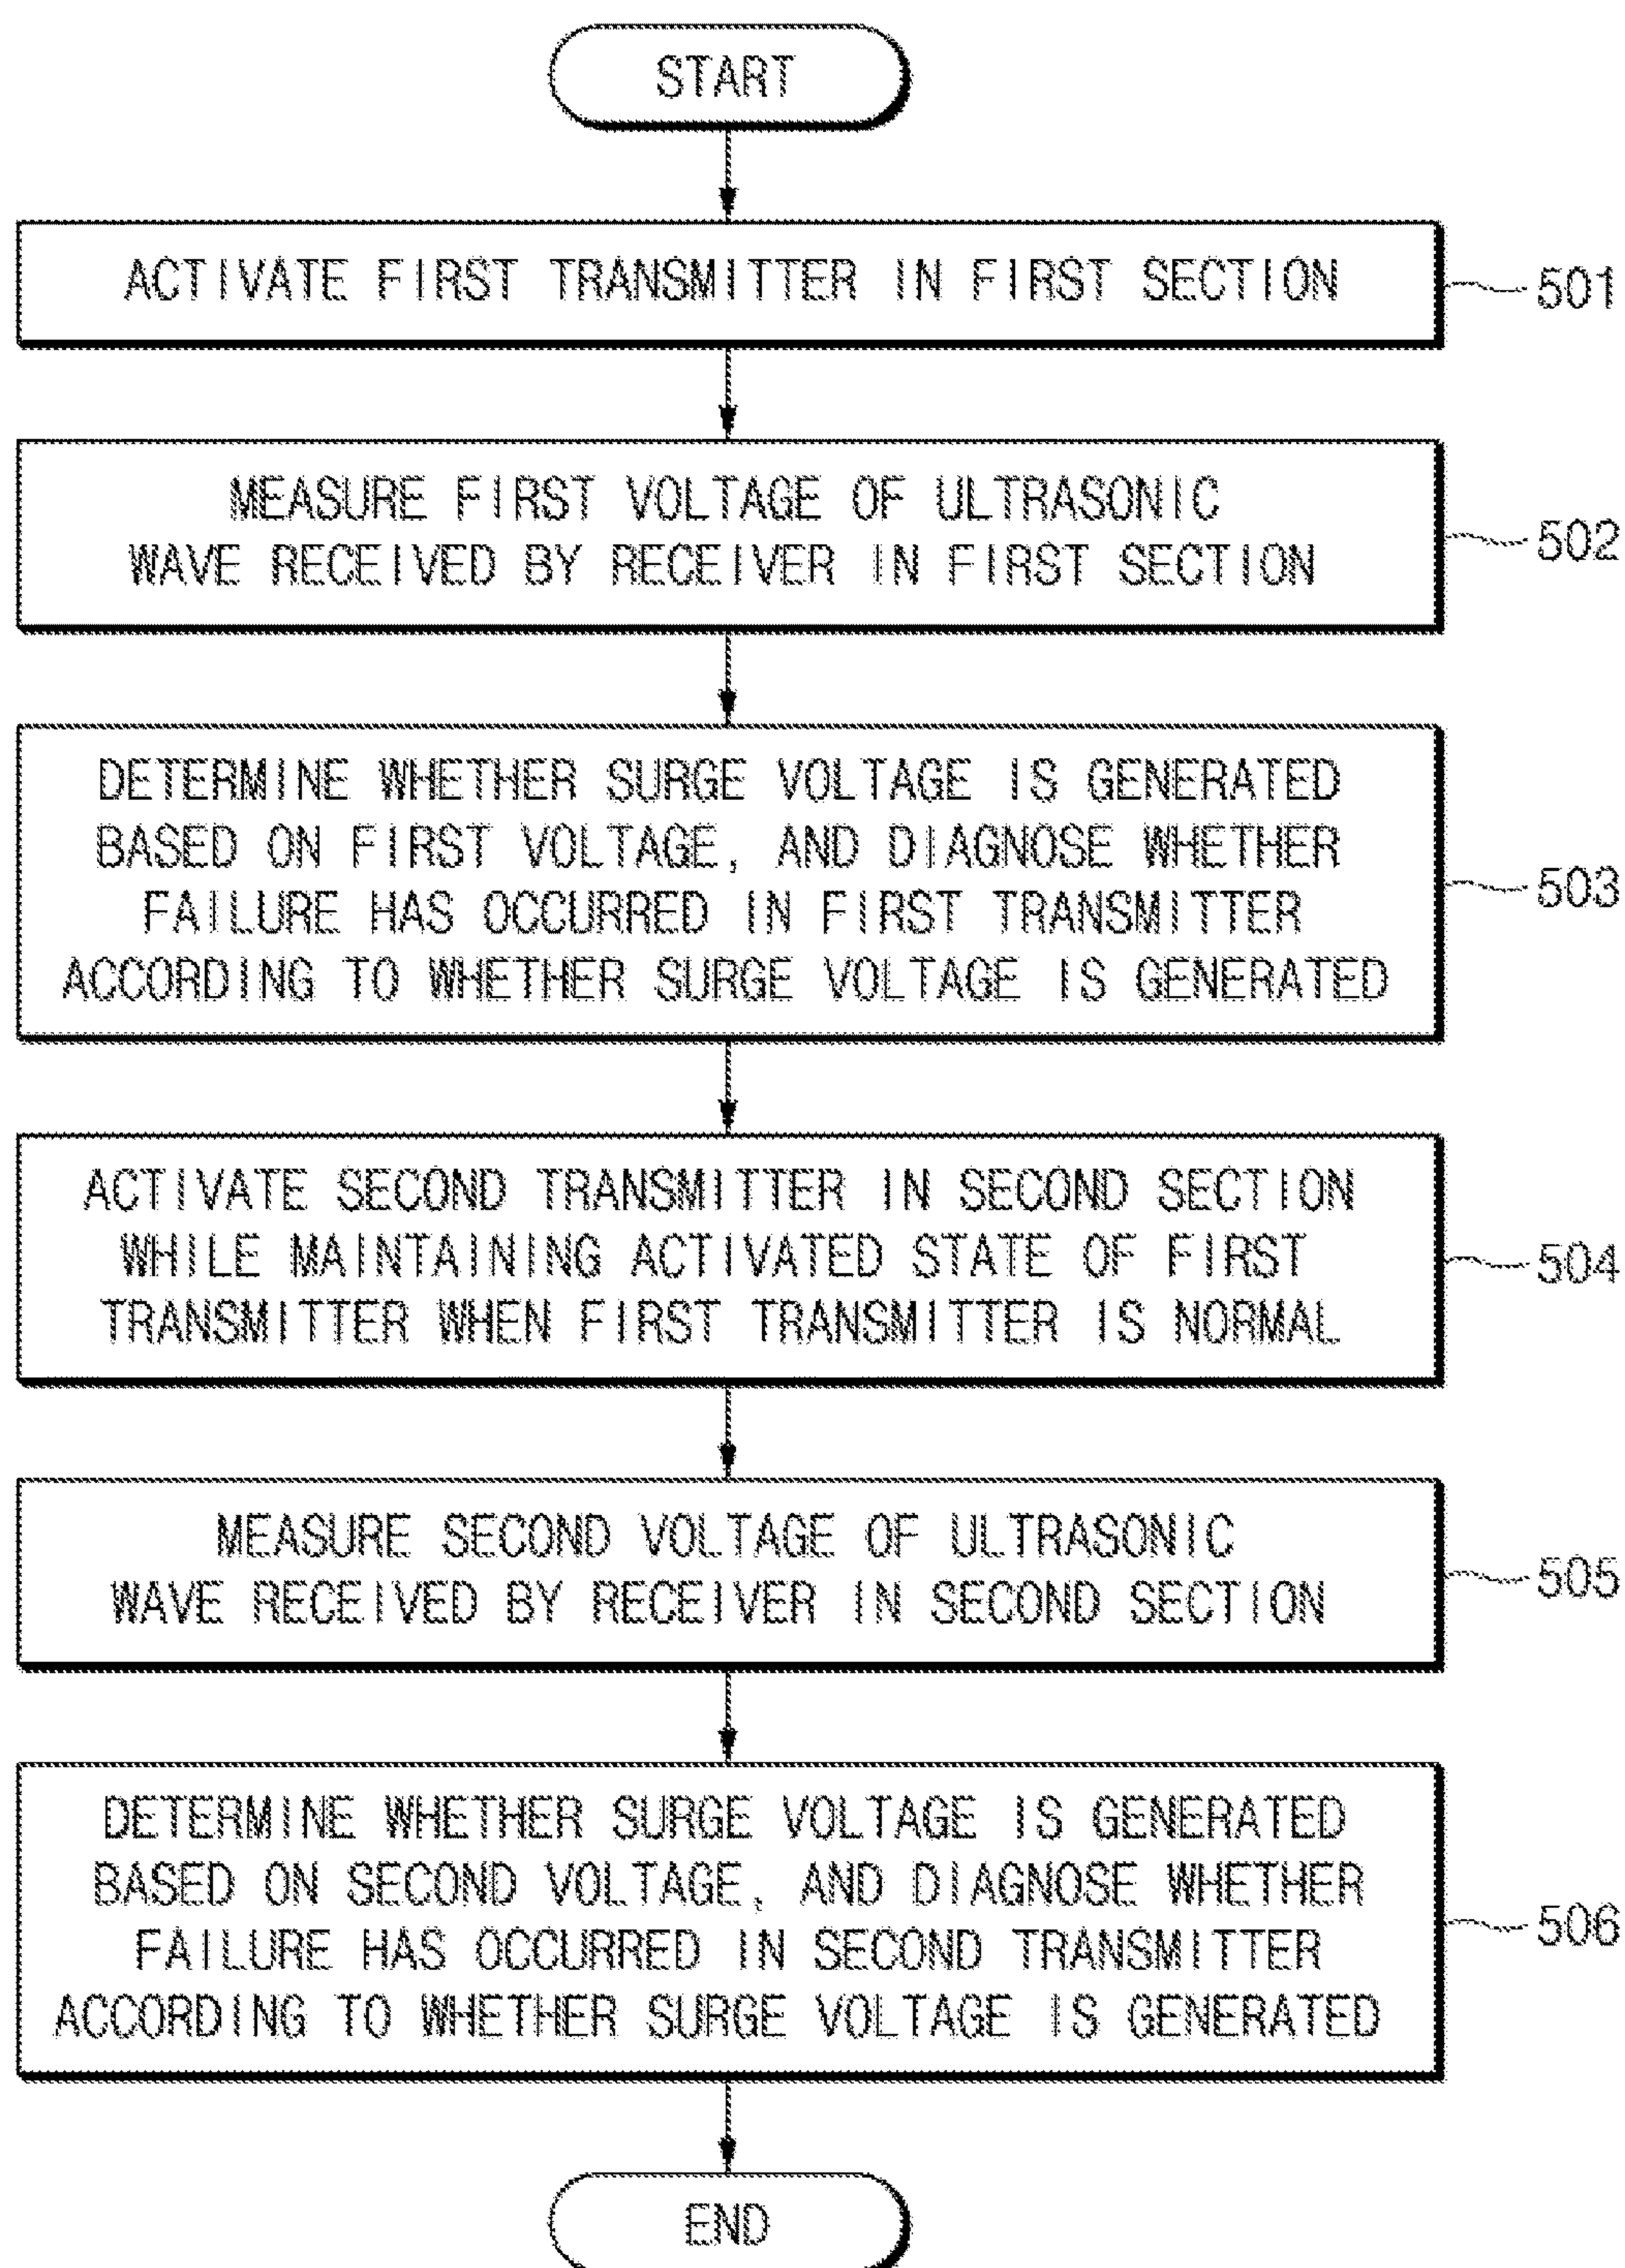 START
ACTIVATE FIRST TRANSMITTER IN FIRST SECTION
501
MEASURE FIRST VOLTAGE OF ULTRASONIC
WAVE RECEIVED BY RECEIVER IN FIRST SECTION
502
DETERMINE WHETHER SURGE VOLTAGE IS GENERATED
BASED ON FIRST VOLTAGE, AND DIAGNOSE WHETHER
FAILURE HAS OCCURRED IN FIRST TRANSMITTER
ACCORDING TO WHETHER SURGE VOLTAGE IS GENERATED
503
ACTIVATE SECOND TRANSMITTER IN SECOND SECTION
WHILE MAINTAINING ACTIVATED STATE OF FIRST
TRANSMITTER WHEN FIRST TRANSMITTER IS NORMAL
504
MEASURE SECOND VOLTAGE OF ULTRASONIC
WAVE RECEIVED BY RECEIVER IN SECOND SECTION
505
DETERMINE WHETHER SURGE VOLTAGE IS GENERATED
BASED ON SECOND VOLTAGE, AND DIAGNOSE WHETHER
FAILURE HAS OCCURRED IN SECOND TRANSMITTER
ACCORDING TO WHETHER SURGE VOLTAGE IS GENERATED
506
END